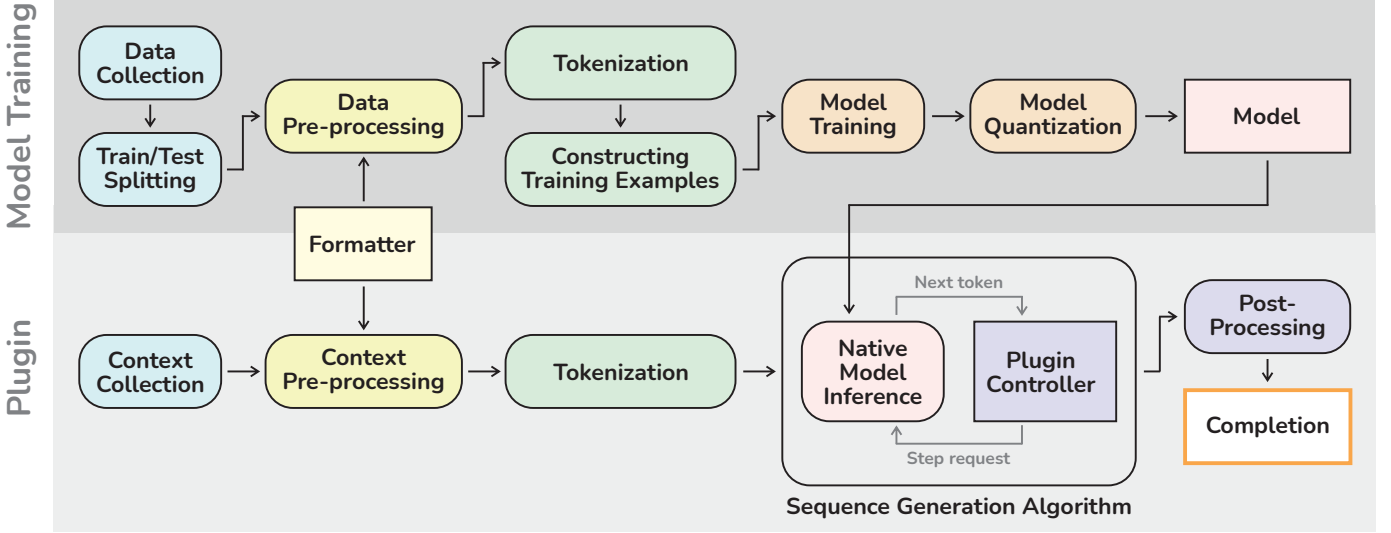 Model Training
Data
Collection
Train/Test
Splitting
Data
Pre-processing
Tokenization
Constructing
Training Examples
Model
Training
Model
Quantization
Model
Formatter
Plugin
Context
Collection
Context
Pre-processing
Tokenization
Next token
Native
Model
Inference
Plugin
Controller
Step request
Sequence Generation Algorithm
Post-
Processing
Completion